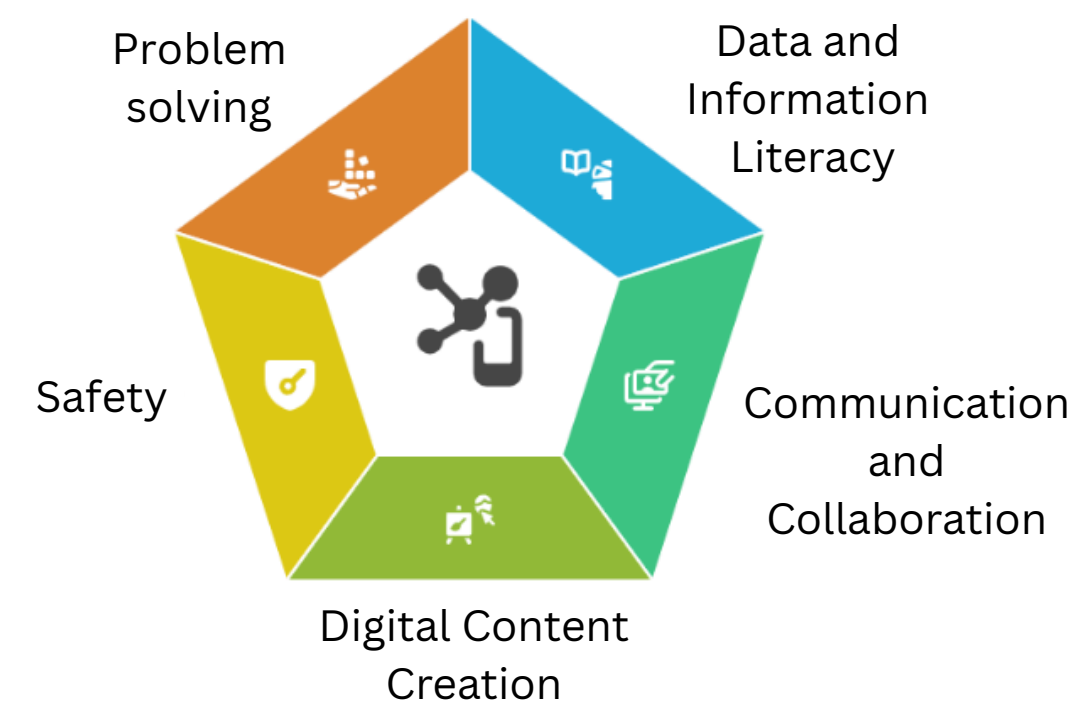 Problem
solving
Data and
Information
Literacy
Safety
Communication
and
Collaboration
Digital Content
Creation